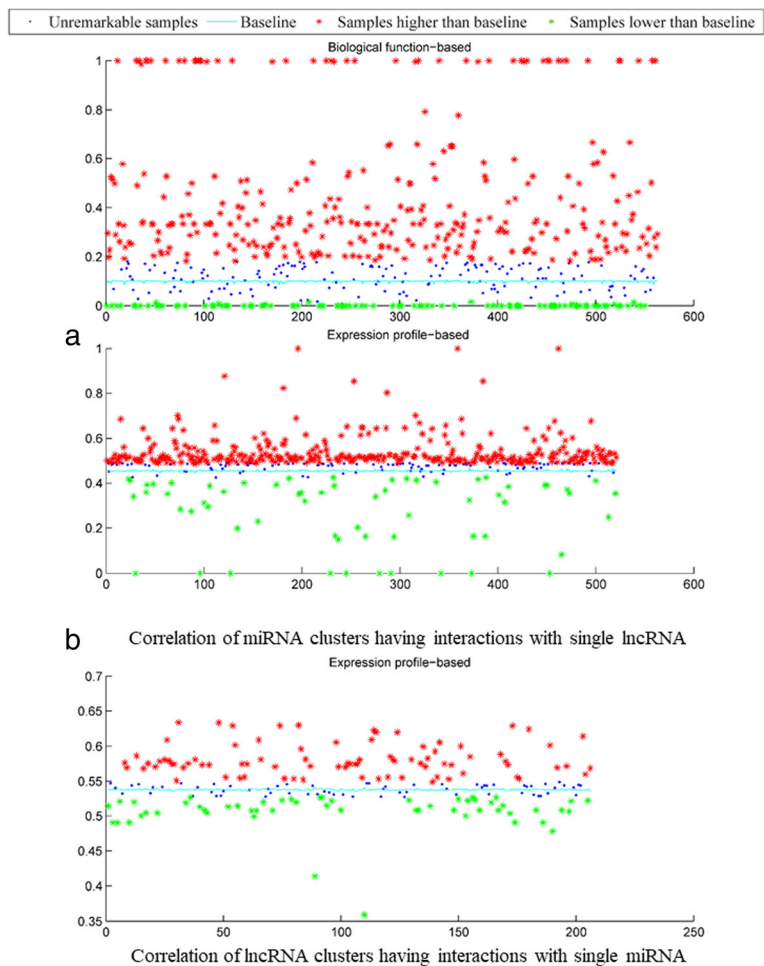 Unremarkable samples Baseline Samples higher than baseline Samples lower than baseline
Biological function-based
1
0.8
0.6
0.4
0.2
0
0 100 200 300 400 500 600
a
Expression profile-based
1
0.8
0.6
0.4
0.2
0
0 100 200 300 400 500 600
b
Correlation of miRNA clusters having interactions with single lncRNA
Expression profile-based
0.7
0.65
0.6
0.55
0.5
0.45
0.4
0.35
0 50 100 150 200 250
Correlation of lncRNA clusters having interactions with single miRNA